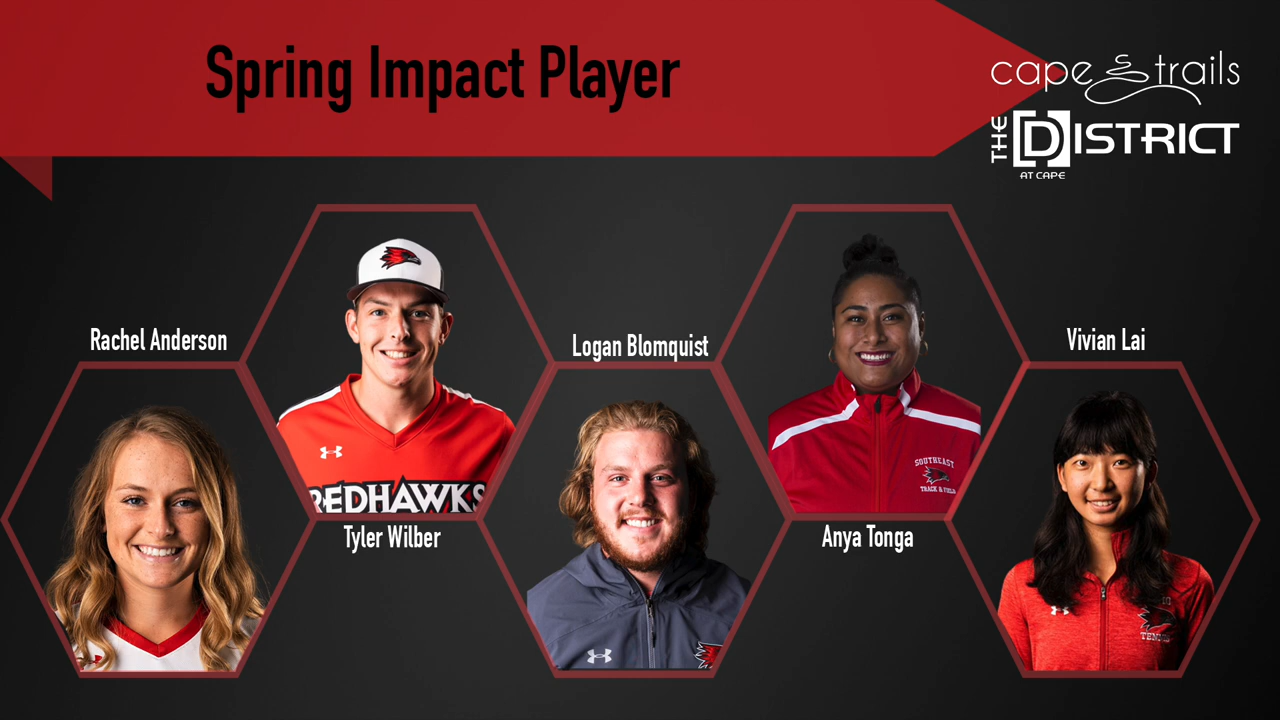 Spring Impact Player
cape trails
THE DISTRICT
AT CAPE
Rachel Anderson
Tyler Wilber
Logan Blomquist
Anya Tonga
Vivian Lai
REDHAWKS
SOUTHEAST
TRACK & FIELD
TENNIS